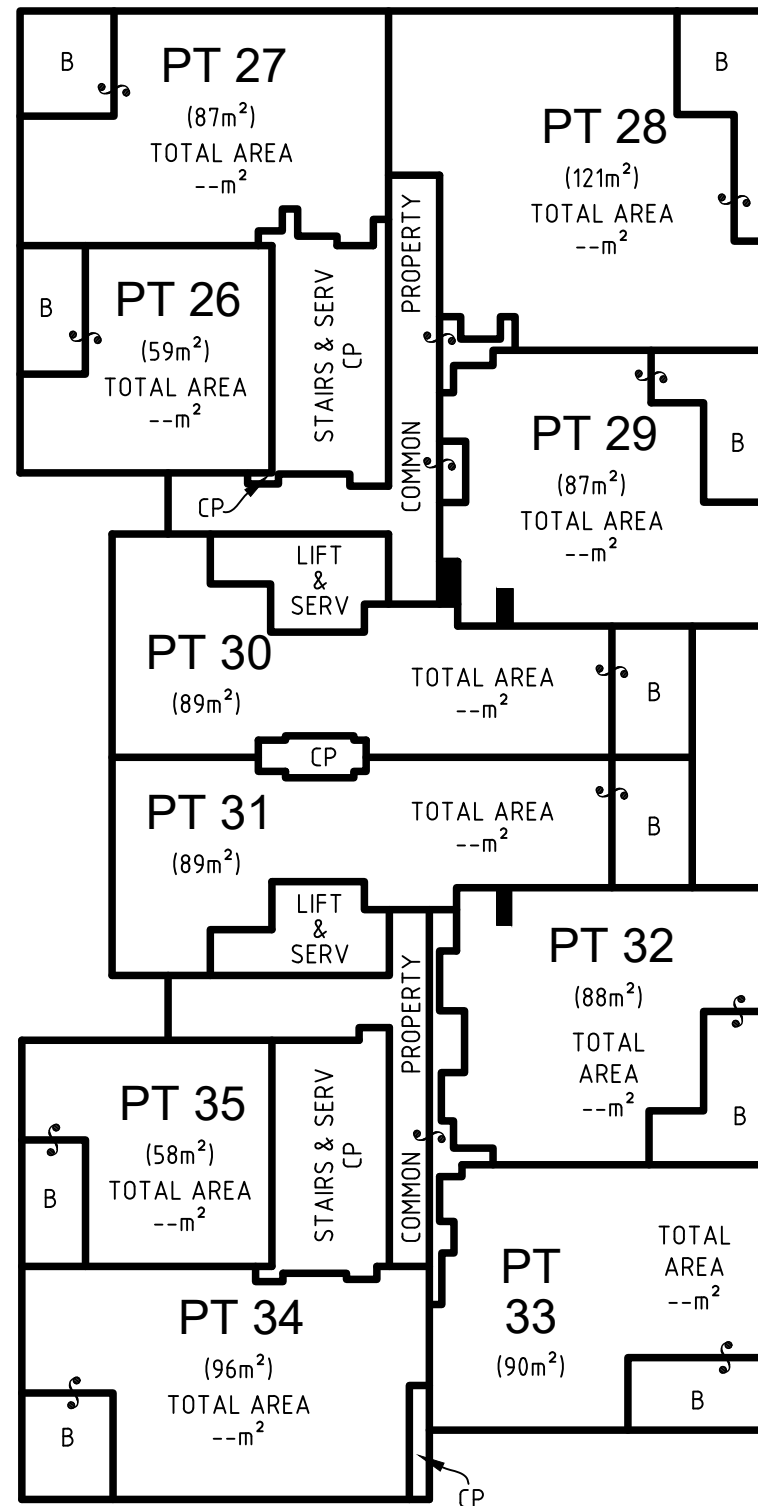 B
PT 27
(87m²)
TOTAL AREA
--m²
B
PT 28
(121m²)
TOTAL AREA
--m²
B
PT 26
(59m²)
TOTAL AREA
--m²
STAIRS & SERV
CP
COMMON PROPERTY
CP
PT 29
(87m²)
TOTAL AREA
--m²
B
LIFT
&
SERV
PT 30
(89m²)
TOTAL AREA
--m²
B
CP
PT 31
(89m²)
TOTAL AREA
--m²
B
LIFT
&
SERV
PT 32
(88m²)
TOTAL
AREA
--m²
B
PT 35
(58m²)
TOTAL AREA
--m²
B
STAIRS & SERV
CP
COMMON PROPERTY
PT
33
(90m²)
TOTAL
AREA
--m²
B
PT 34
(96m²)
TOTAL AREA
--m²
B
CP